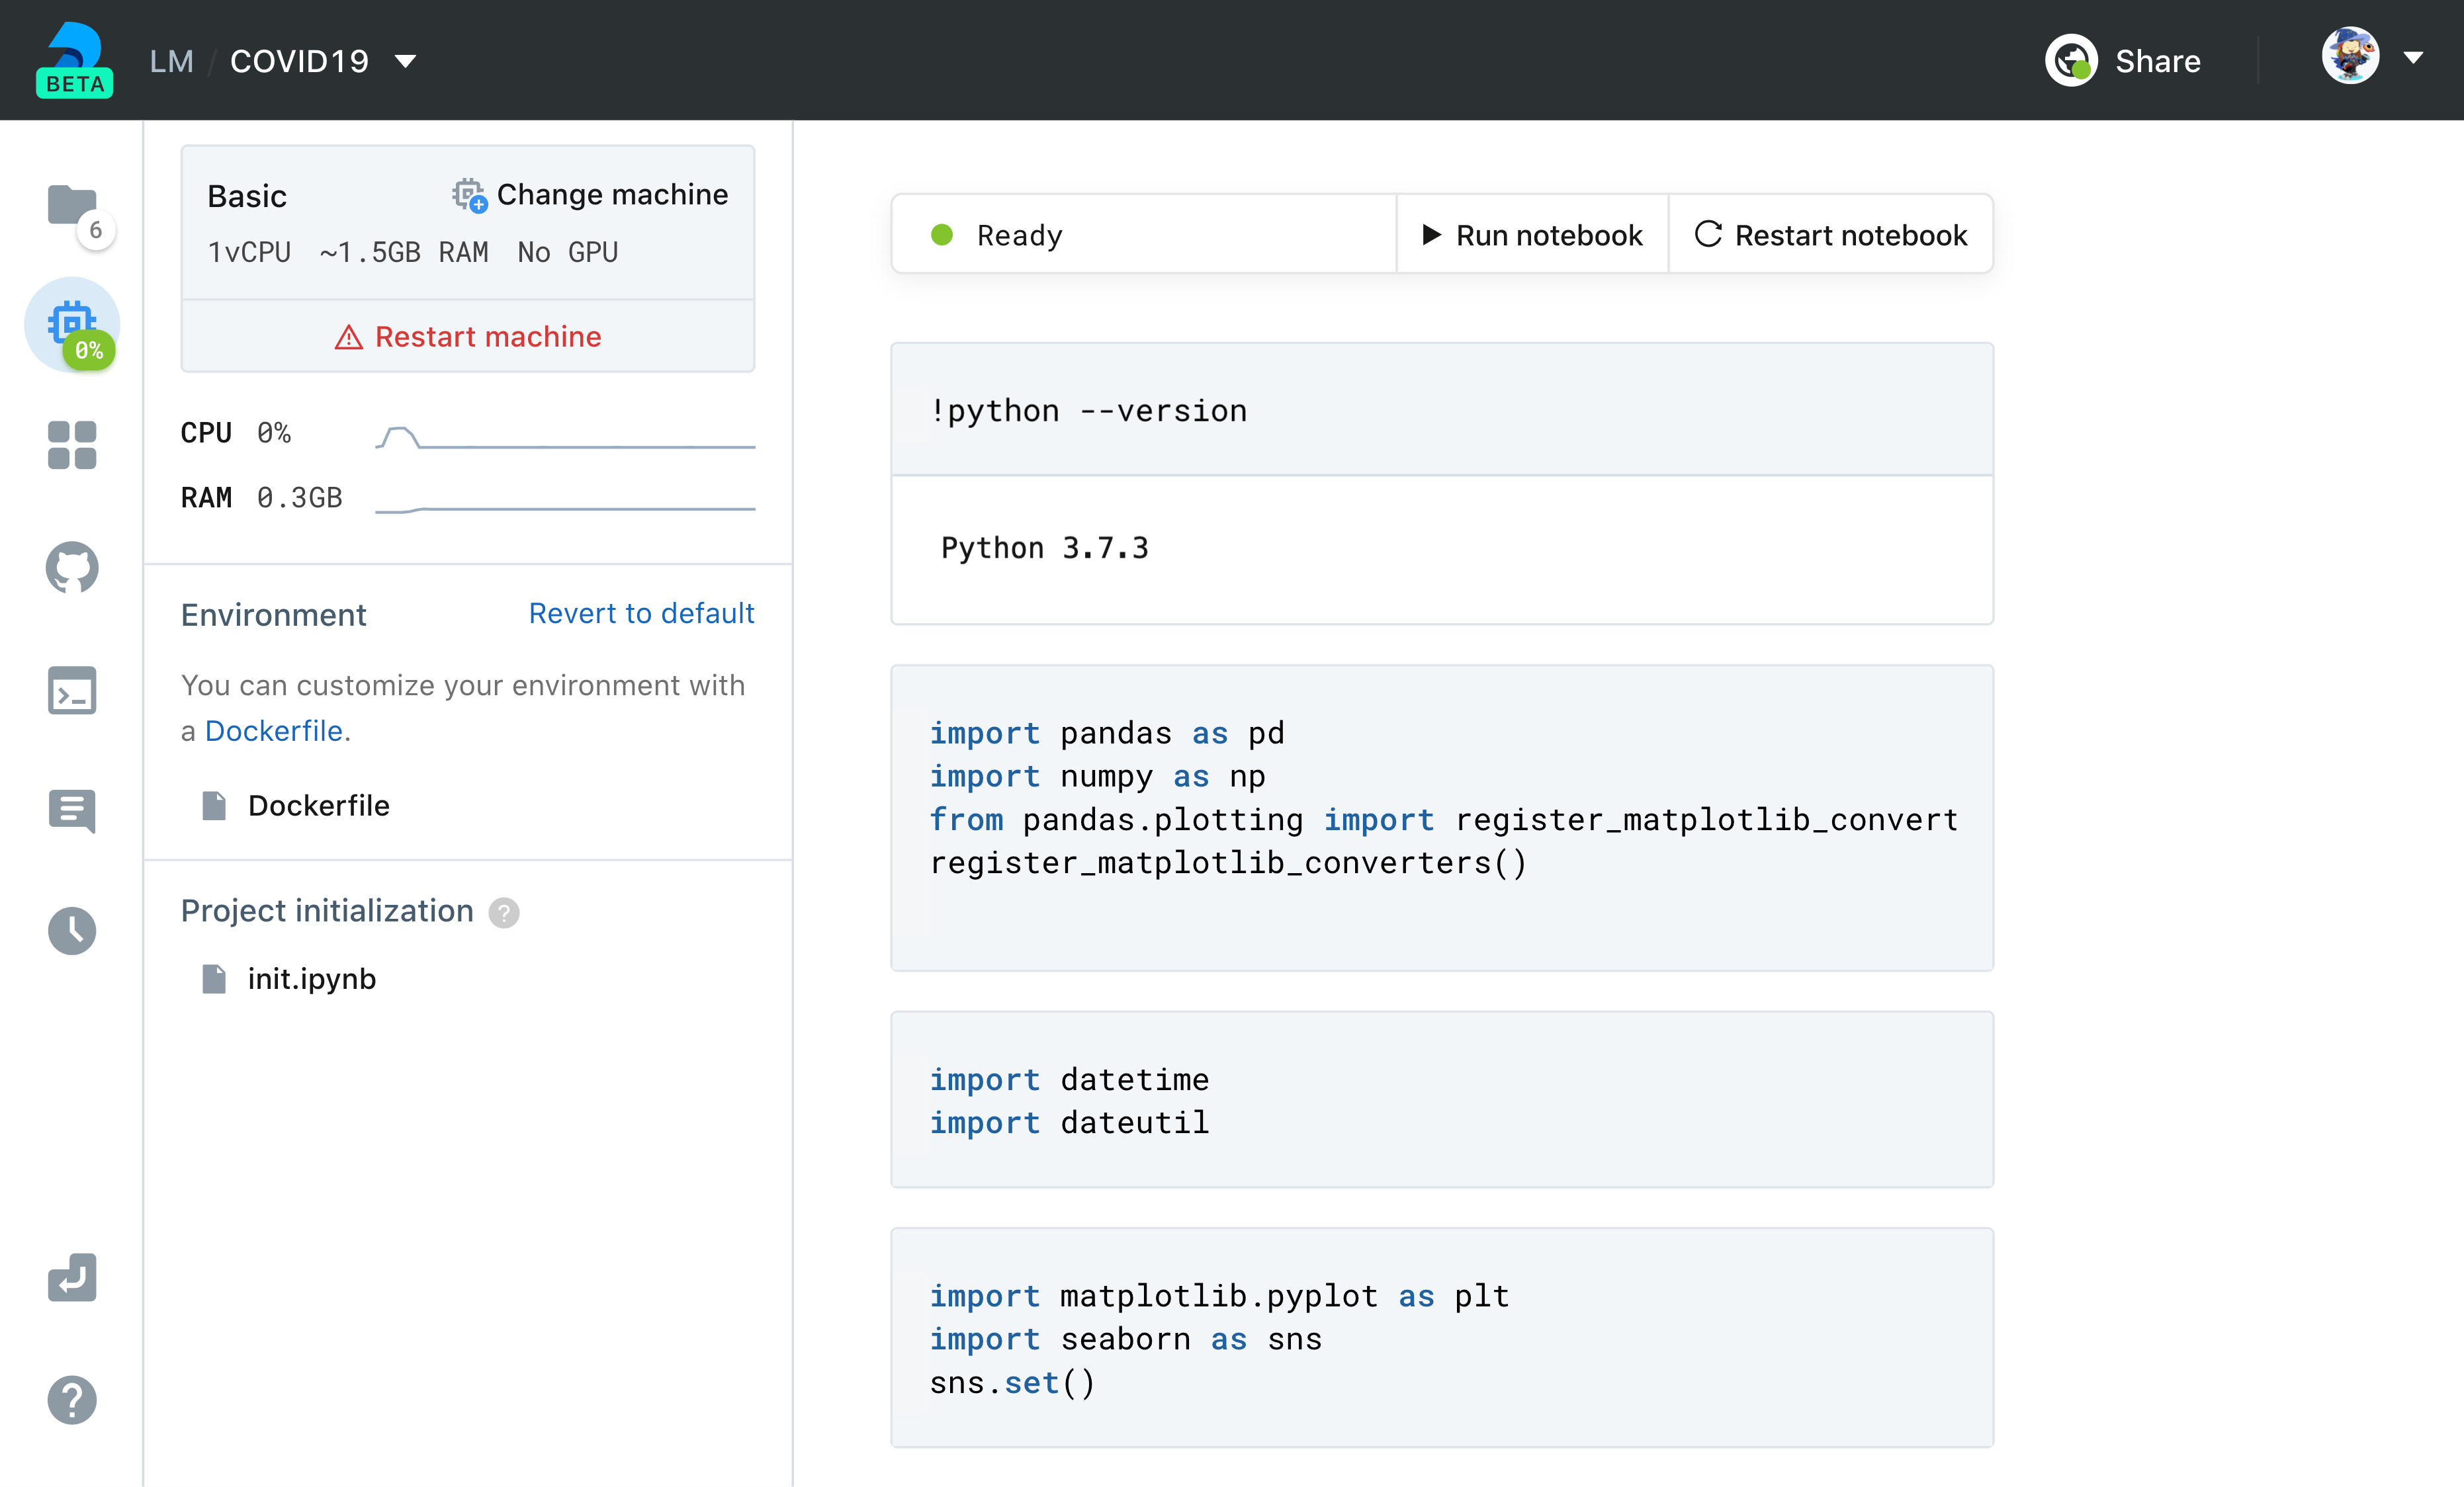 BETA
LM / COVID19
Share
6
0%
Basic
Change machine
1vCPU ~1.5GB RAM No GPU
Restart machine
CPU 0%
RAM 0.3GB
Environment
Revert to default
You can customize your environment with
a Dockerfile.
Dockerfile
Project initialization ?
init.ipynb
Ready
Run notebook
Restart notebook
!python --version
Python 3.7.3
import pandas as pd
import numpy as np
from pandas.plotting import register_matplotlib_convert
register_matplotlib_converters()
import datetime
import dateutil
import matplotlib.pyplot as plt
import seaborn as sns
sns.set()